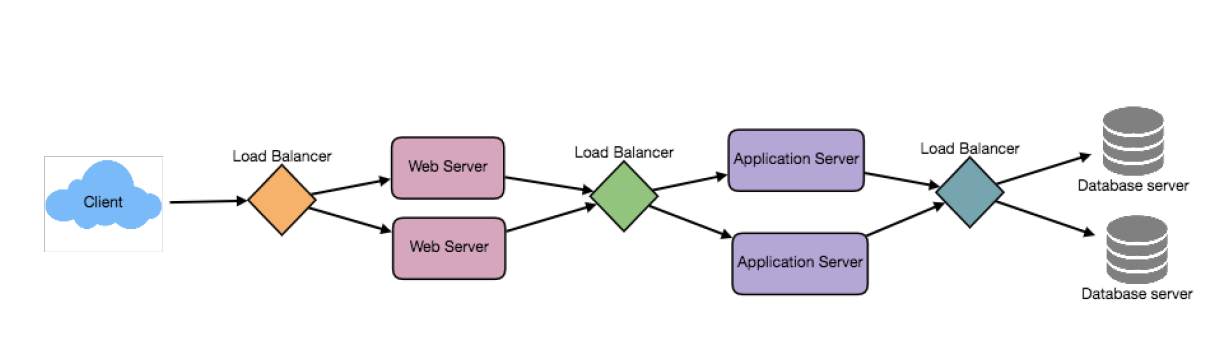 Client
Load Balancer
Web Server
Web Server
Load Balancer
Application Server
Application Server
Load Balancer
Database server
Database server